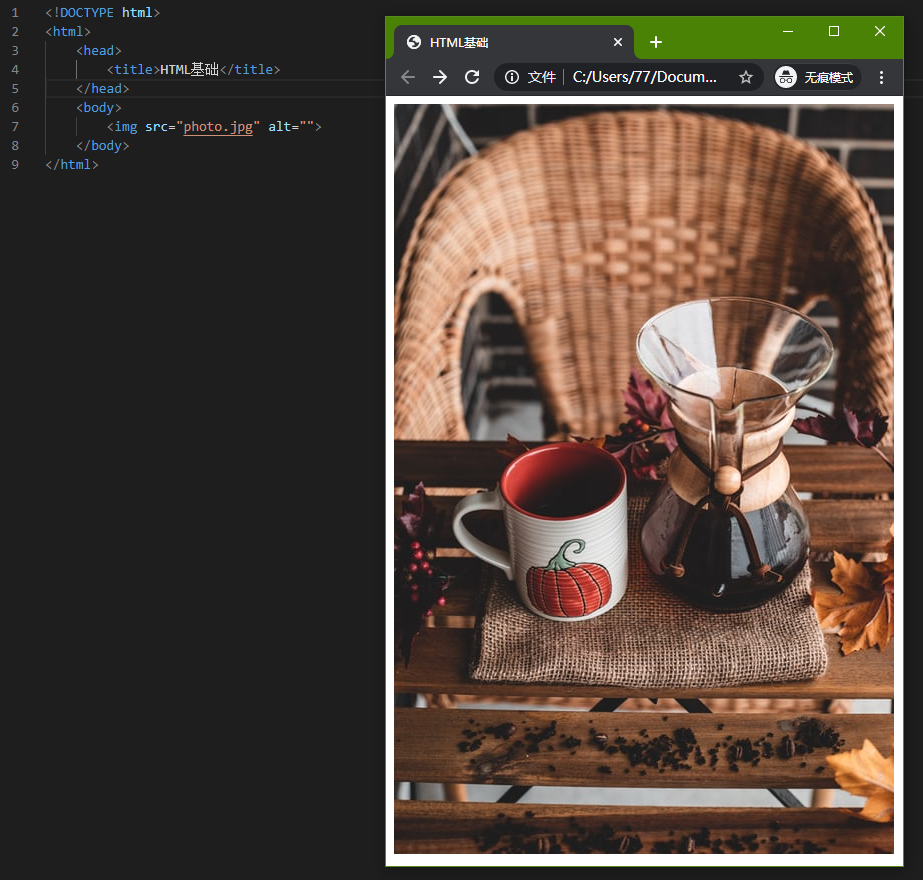 1 <!DOCTYPE html>
2 <html>
3     <head>
4         <title>HTML基础</title>
5     </head>
6     <body>
7         <img src="photo.jpg" alt="">
8     </body>
9 </html>
HTML基础
文件 C:/Users/77/Docum... 无痕模式